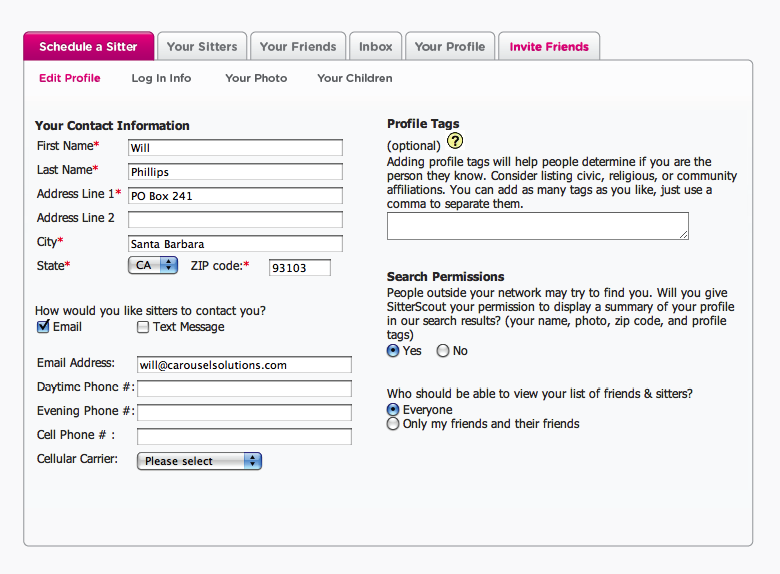 Schedule a Sitter
Your Sitters
Your Friends
Inbox
Your Profile
Invite Friends
Edit Profile
Log In Info
Your Photo
Your Children
Your Contact Information
First Name* Will
Last Name* Phillips
Address Line 1* PO Box 241
Address Line 2
City* Santa Barbara
State* CA ZIP code:* 93103
How would you like sitters to contact you?
Email Text Message
Email Address: will@carouselsolutions.com
Daytime Phone #:
Evening Phone #:
Cell Phone # :
Cellular Carrier: Please select
Profile Tags
(optional) ?
Adding profile tags will help people determine if you are the
person they know. Consider listing civic, religious, or community
affiliations. You can add as many tags as you like, just use a
comma to separate them.
Search Permissions
People outside your network may try to find you. Will you give
SitterScout your permission to display a summary of your profile
in our search results? (your name, photo, zip code, and profile
tags)
Yes No
Who should be able to view your list of friends & sitters?
Everyone
Only my friends and their friends